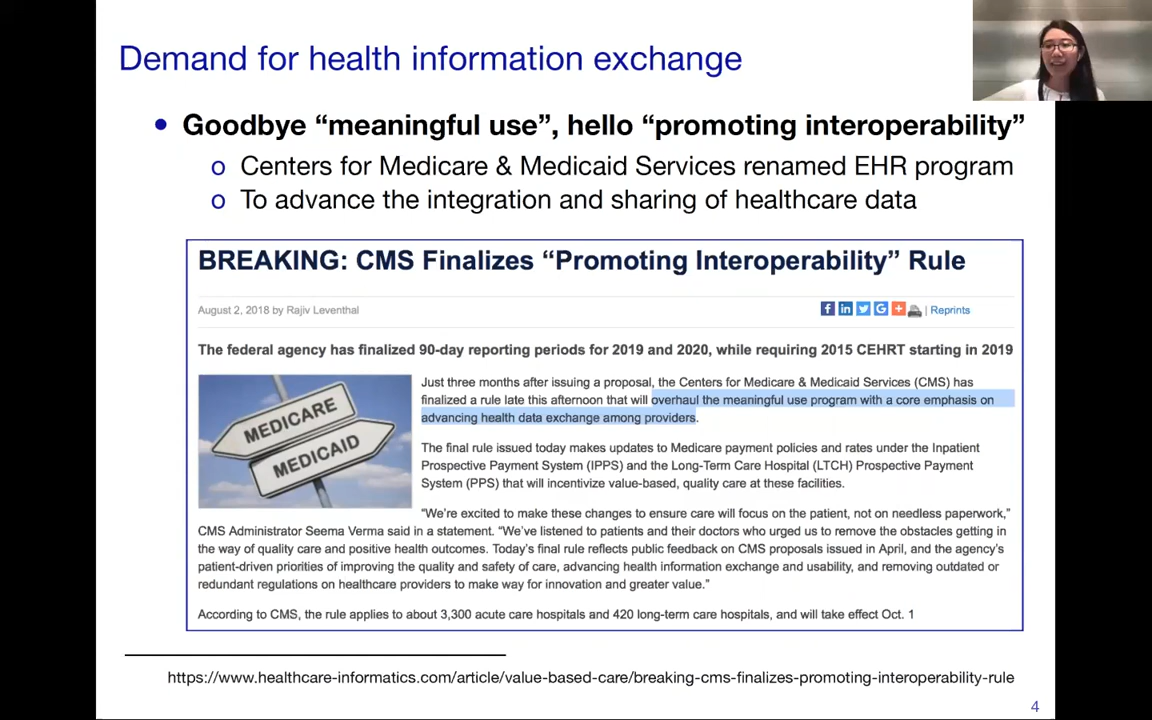 Demand for health information exchange
• Goodbye “meaningful use”, hello “promoting interoperability”
o Centers for Medicare & Medicaid Services renamed EHR program
o To advance the integration and sharing of healthcare data
BREAKING: CMS Finalizes “Promoting Interoperability” Rule
August 2, 2018 by Rajiv Leventhal
| Reprints
The federal agency has finalized 90-day reporting periods for 2019 and 2020, while requiring 2015 CEHRT starting in 2019
MEDICARE
MEDICAID
Just three months after issuing a proposal, the Centers for Medicare & Medicaid Services (CMS) has
finalized a rule late this afternoon that will overhaul the meaningful use program with a core emphasis on
advancing health data exchange among providers.
The final rule issued today makes updates to Medicare payment policies and rates under the Inpatient
Prospective Payment System (IPPS) and the Long-Term Care Hospital (LTCH) Prospective Payment
System (PPS) that will incentivize value-based, quality care at these facilities.
“We’re excited to make these changes to ensure care will focus on the patient, not on needless paperwork,”
CMS Administrator Seema Verma said in a statement. “We’ve listened to patients and their doctors who urged us to remove the obstacles getting in
the way of quality care and positive health outcomes. Today’s final rule reflects public feedback on CMS proposals issued in April, and the agency’s
patient-driven priorities of improving the quality and safety of care, advancing health information exchange and usability, and removing outdated or
redundant regulations on healthcare providers to make way for innovation and greater value.”
According to CMS, the rule applies to about 3,300 acute care hospitals and 420 long-term care hospitals, and will take effect Oct. 1
https://www.healthcare-informatics.com/article/value-based-care/breaking-cms-finalizes-promoting-interoperability-rule
4